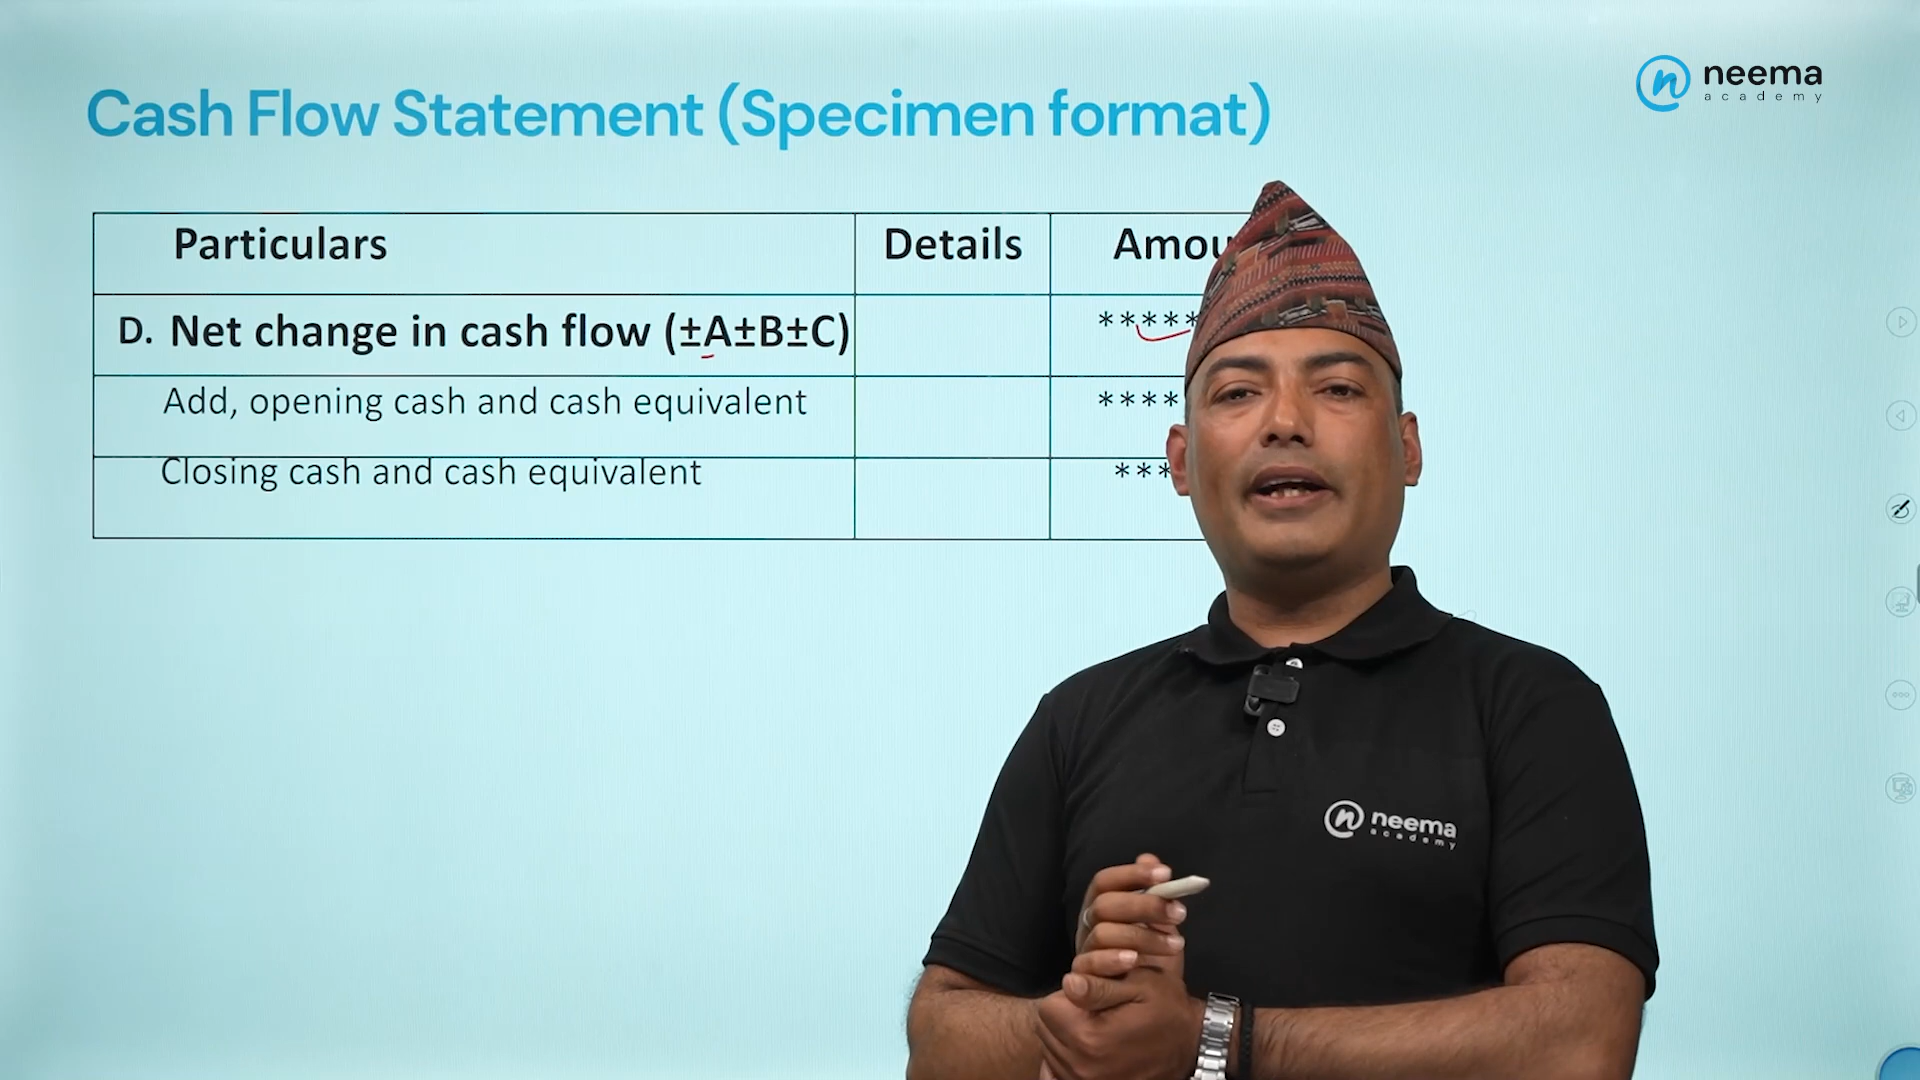 neema
academy
Cash Flow Statement (Specimen format)
Particulars Details Amou
D. Net change in cash flow (±A±B±C) *****
Add, opening cash and cash equivalent ****
Closing cash and cash equivalent ***
neema
academy